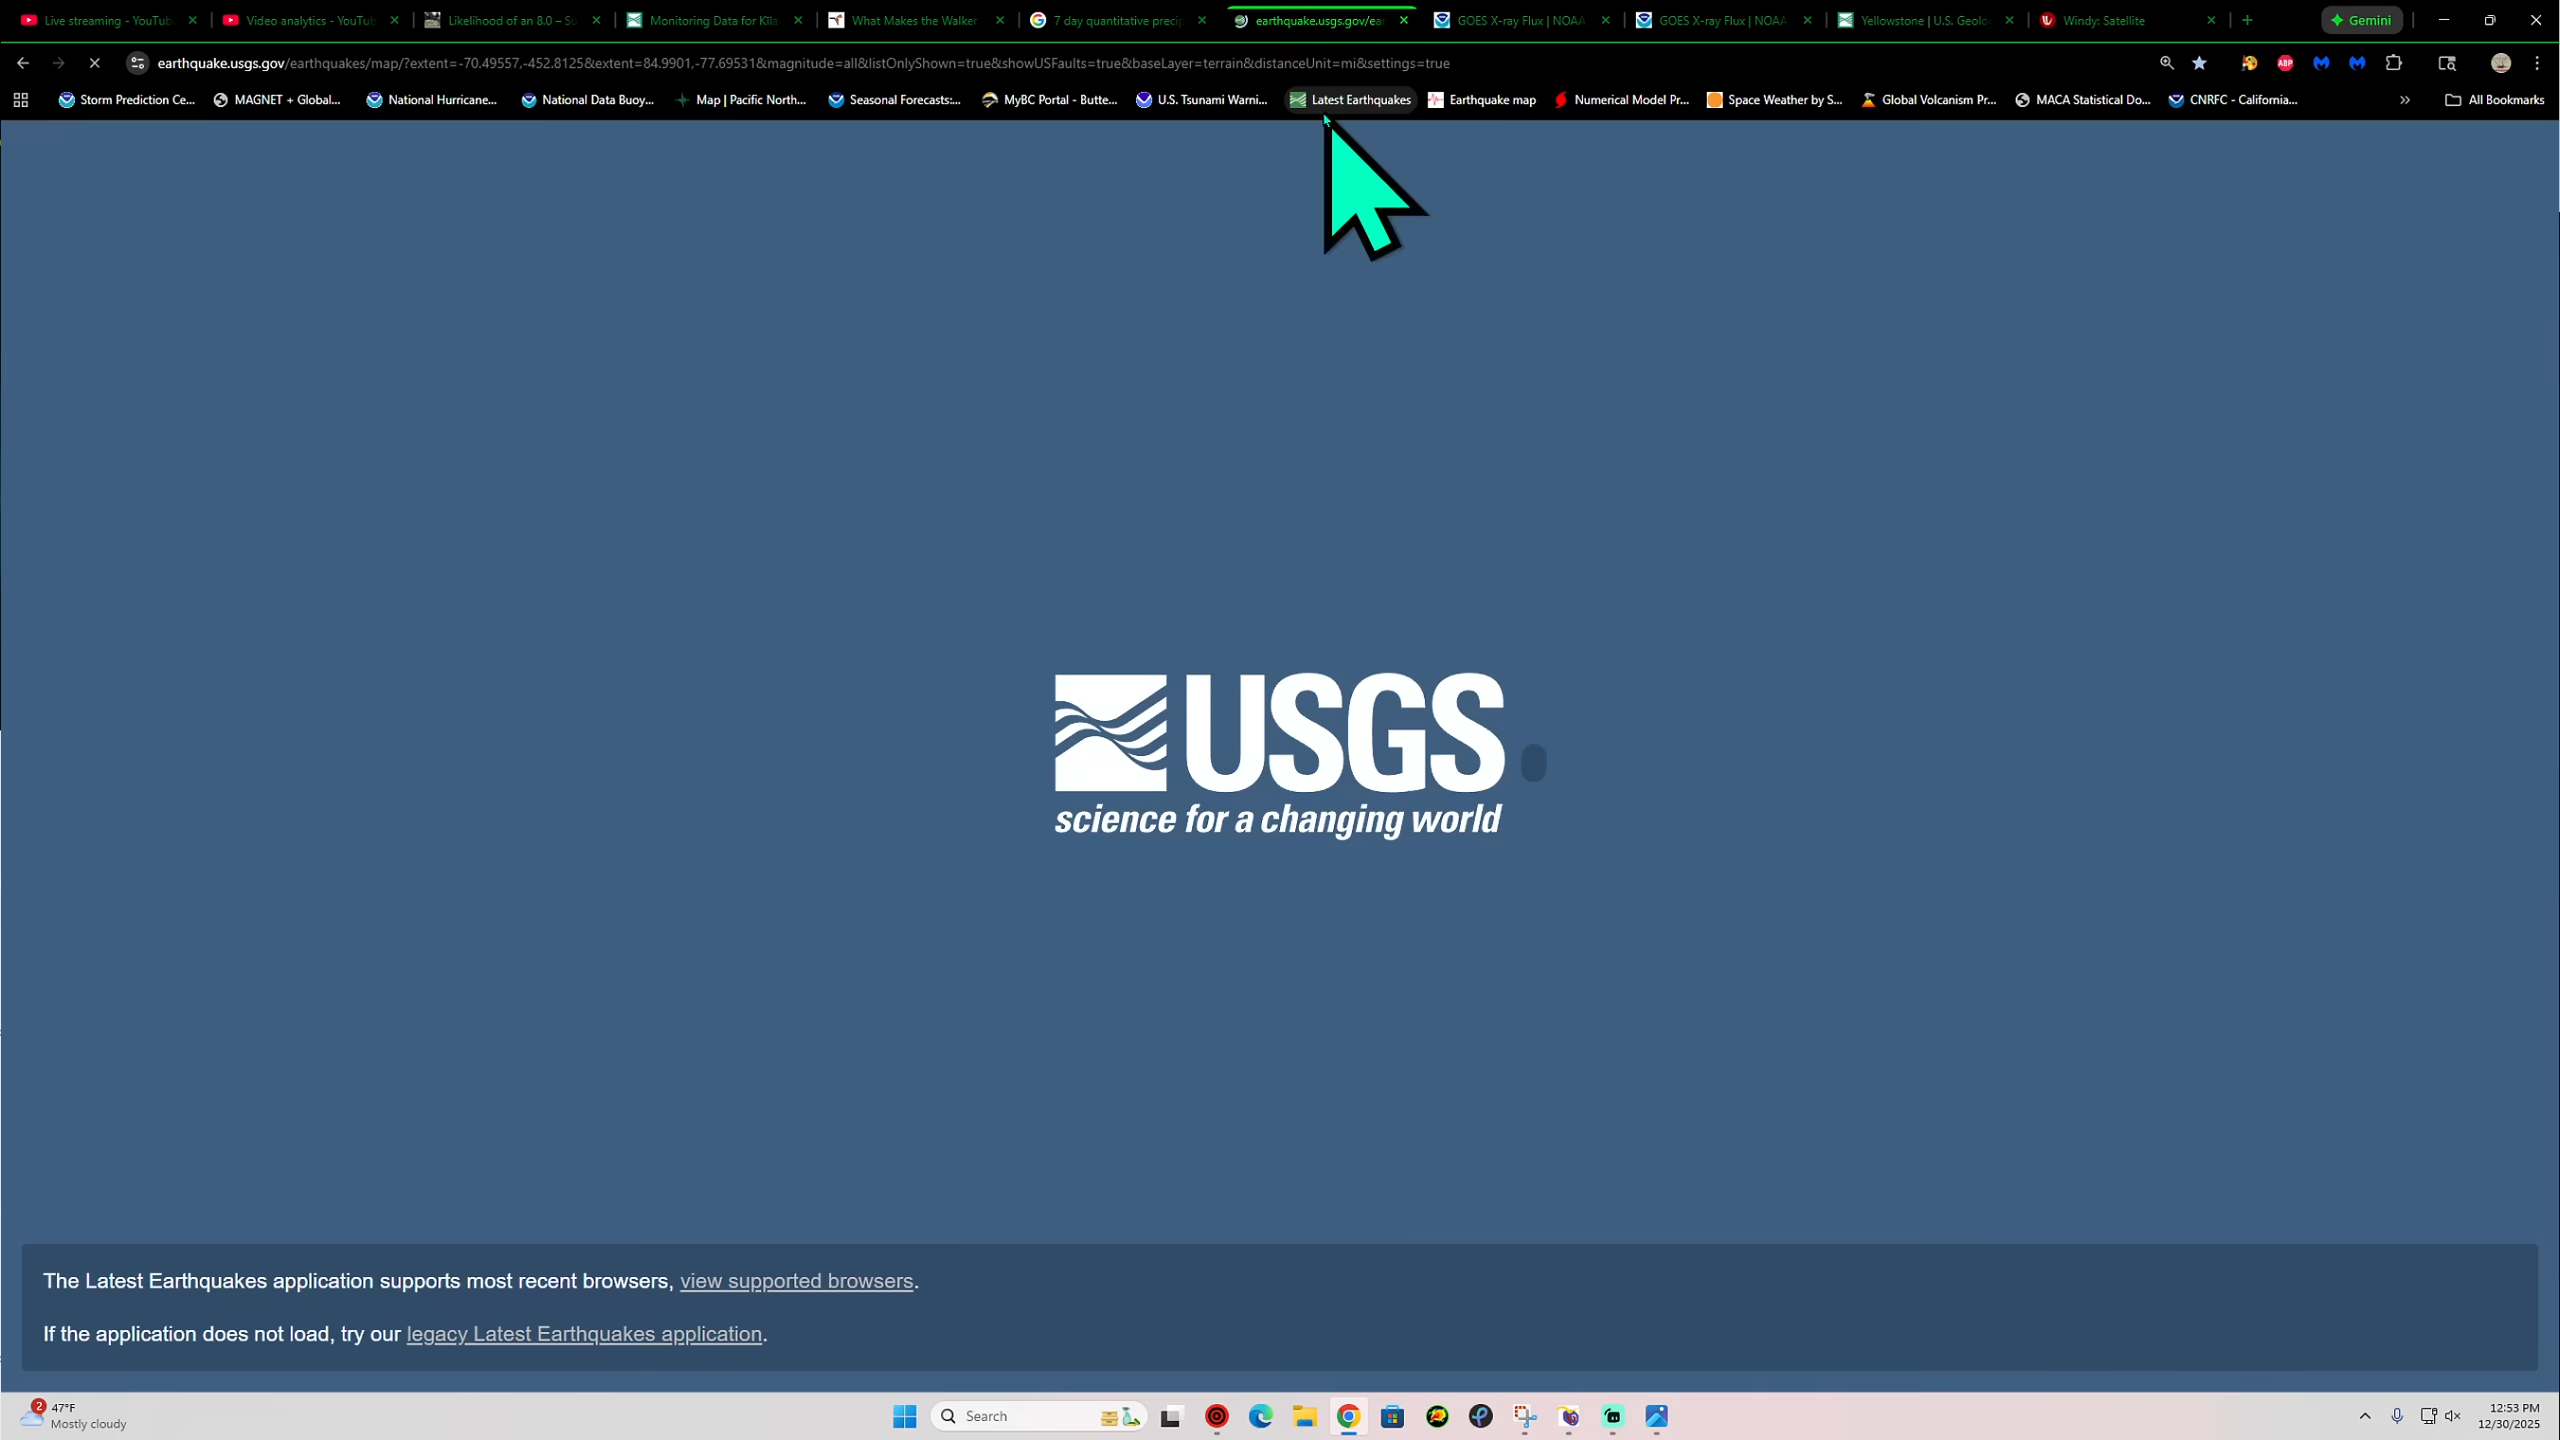 Live streaming - YouTub
Video analytics - YouTub
Likelihood of an 8.0 – Su
Monitoring Data for Kīla
What Makes the Walker
7 day quantitative precip
earthquake.usgs.gov/ear
GOES X-ray Flux | NOAA
GOES X-ray Flux | NOAA
Yellowstone | U.S. Geolo
Windy: Satellite
Gemini
earthquake.usgs.gov/earthquakes/map/?extent=-70.49557,-452.8125&extent=84.9901,-77.69531&magnitude=all&listOnlyShown=true&showUSFaults=true&baseLayer=terrain&distanceUnit=mi&settings=true
ABP
Storm Prediction Ce...
MAGNET + Global...
National Hurricane...
National Data Buoy...
Map | Pacific North...
Seasonal Forecasts:...
MyBC Portal - Butte...
U.S. Tsunami Warni...
Latest Earthquakes
Earthquake map
Numerical Model Pr...
Space Weather by S...
Global Volcanism Pr...
MACA Statistical Do...
CNRFC - California...
All Bookmarks
USGS
science for a changing world
The Latest Earthquakes application supports most recent browsers, view supported browsers.
If the application does not load, try our legacy Latest Earthquakes application.
2
47°F
Mostly cloudy
Search
12:53 PM
12/30/2025